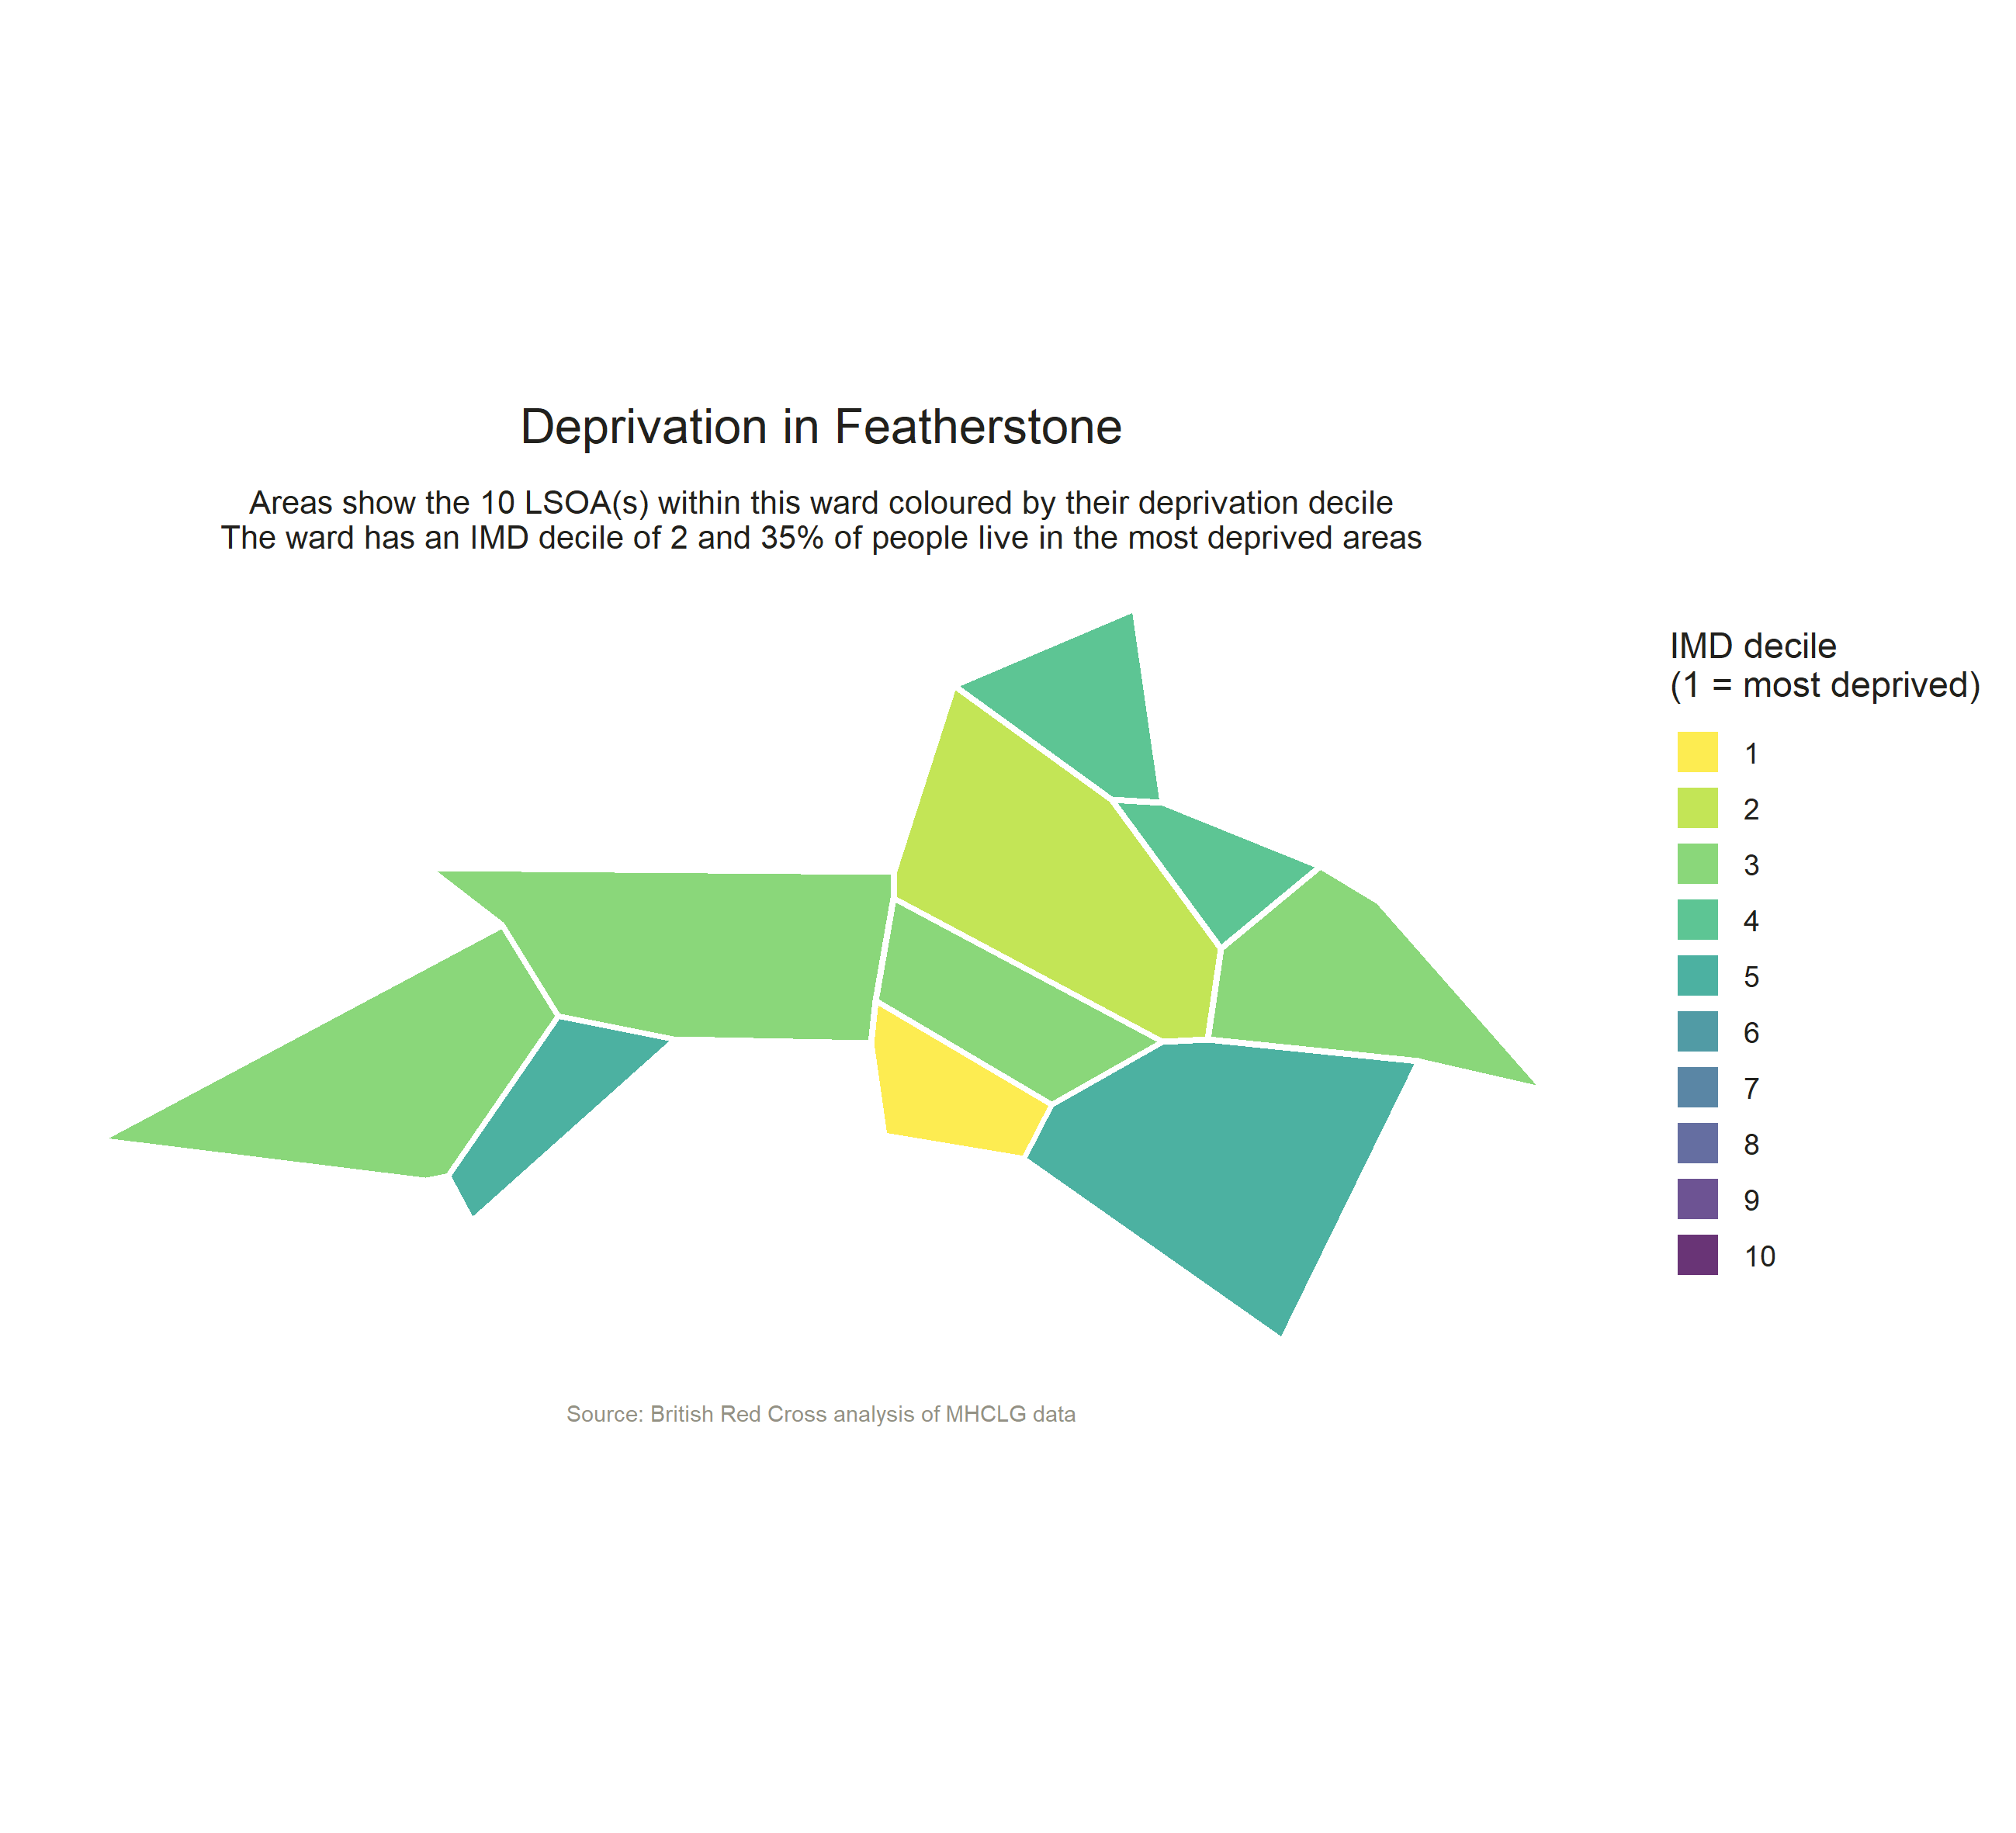 Deprivation in Featherstone
Areas show the 10 LSOA(s) within this ward coloured by their deprivation decile
The ward has an IMD decile of 2 and 35% of people live in the most deprived areas
IMD decile
(1 = most deprived)
1
2
3
4
5
6
7
8
9
10
Source: British Red Cross analysis of MHCLG data